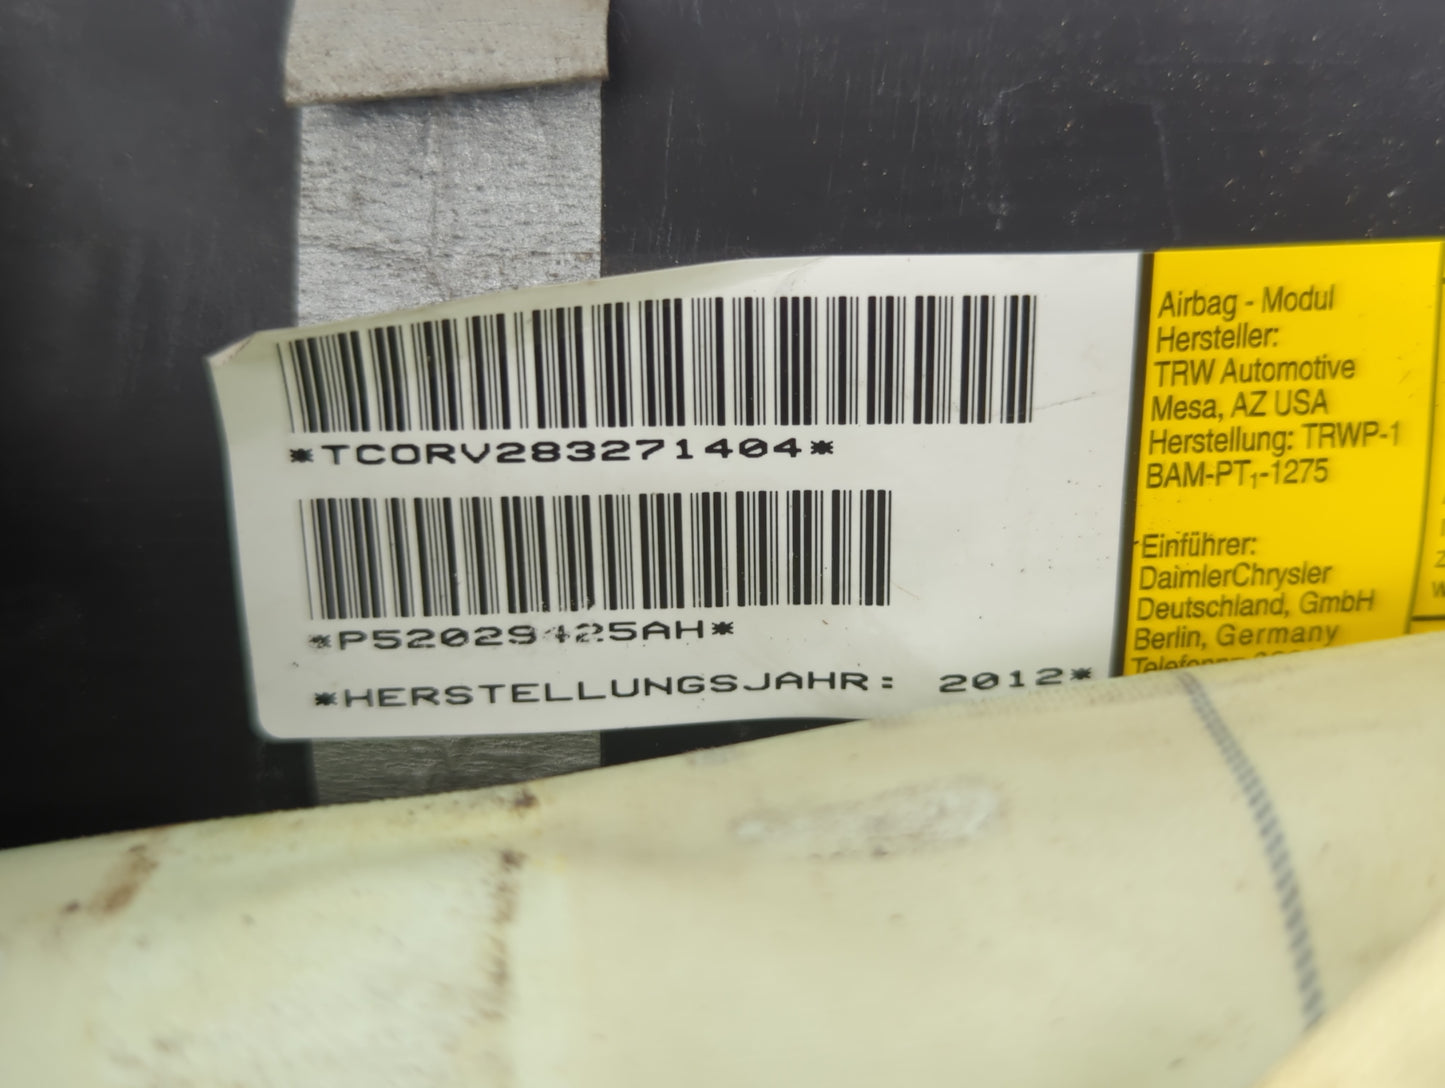 *TCORV283271404*
*P52029425AH*
*HERSTELLUNGSJAHR: 2012*
Airbag - Modul
Hersteller:
TRW Automotive
Mesa, AZ USA
Herstellung: TRWP-1
BAM-PT₁-1275
Einführer:
DaimlerChrysler
Deutschland, GmbH
Berlin, Germany